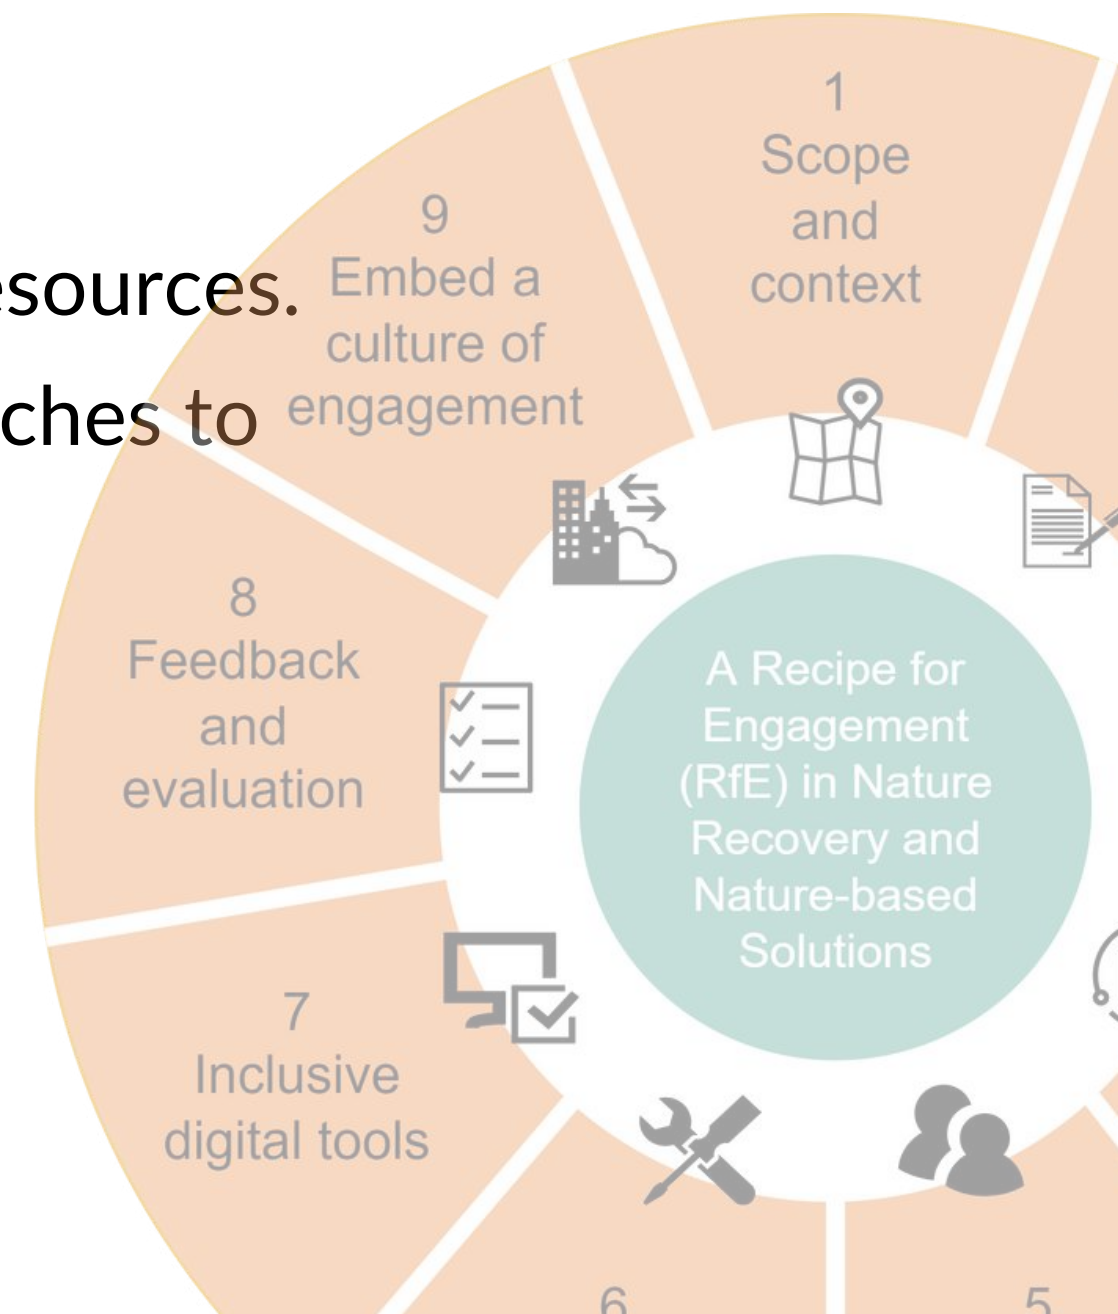 esources.
ches to
1
Scope
and
context
9
Embed a
culture of
engagement
8
Feedback
and
evaluation
7
Inclusive
digital tools
6
5
A Recipe for
Engagement
(RfE) in Nature
Recovery and
Nature-based
Solutions